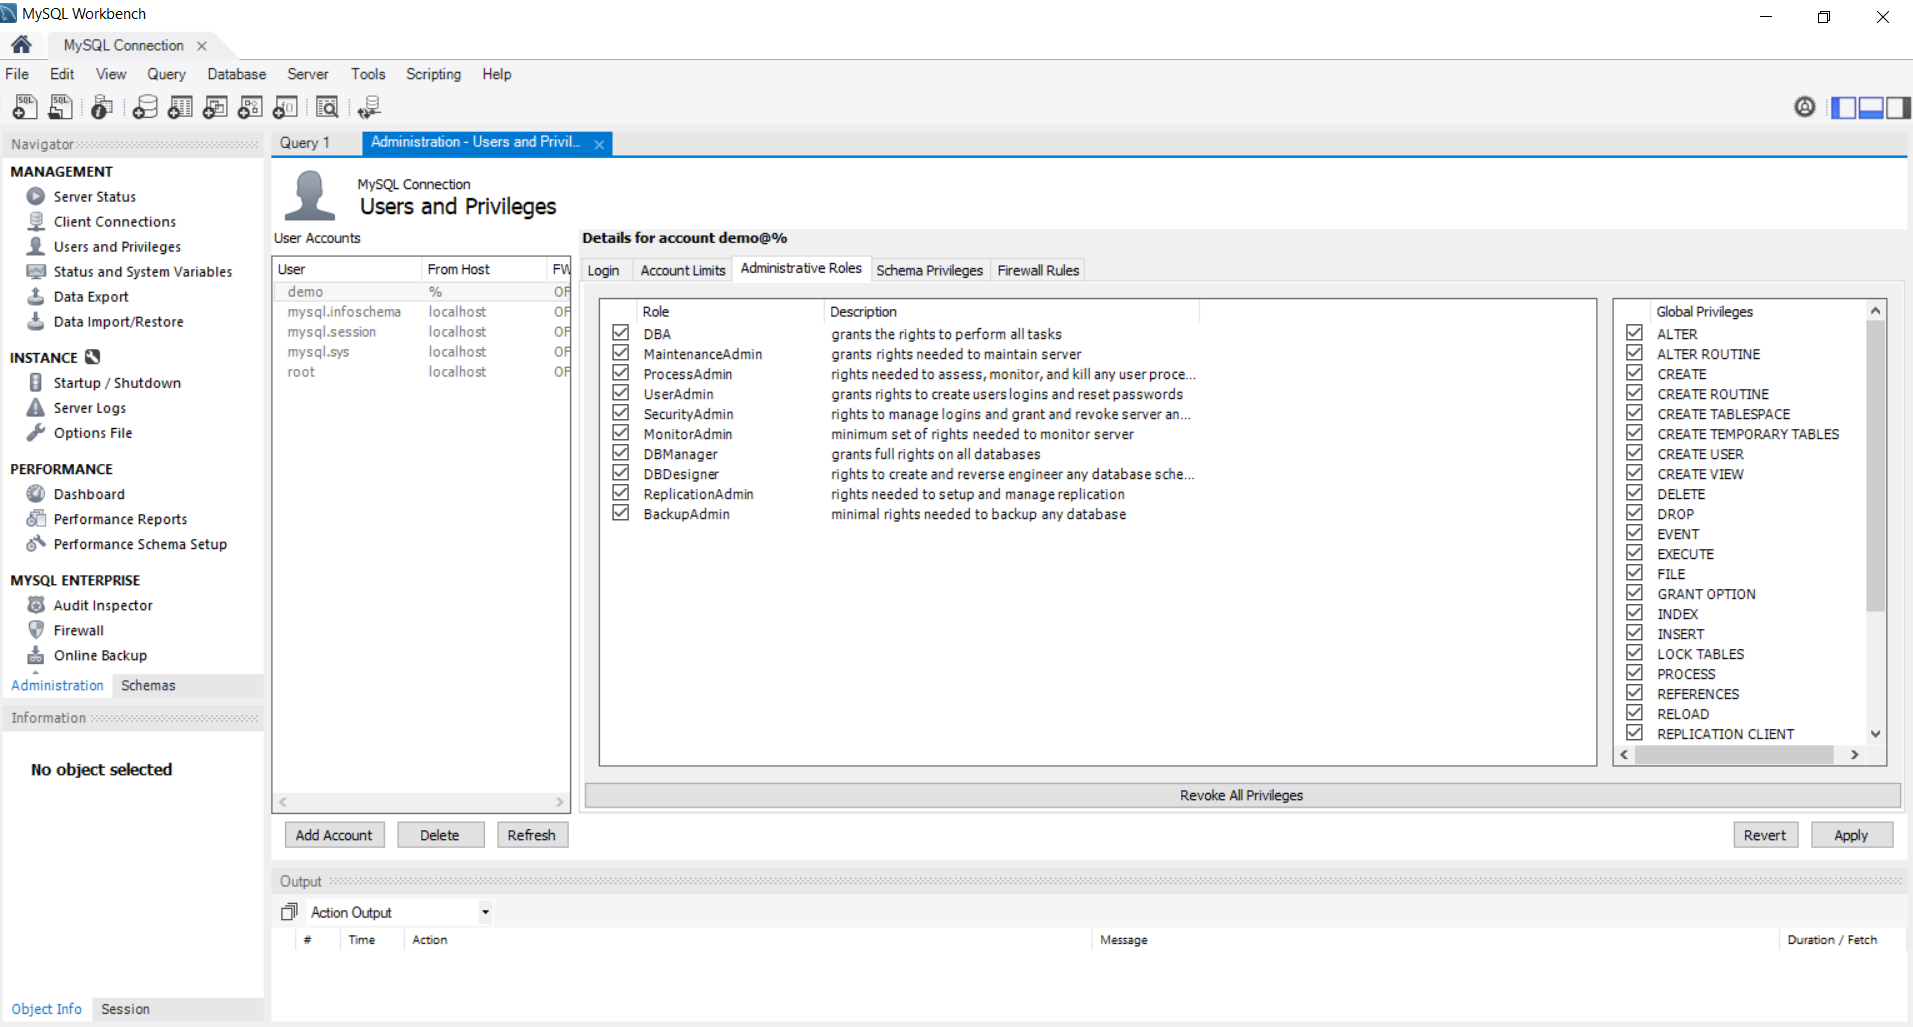 MySQL Workbench
MySQL Connection
File Edit View Query Database Server Tools Scripting Help
Navigator
MANAGEMENT
Server Status
Client Connections
Users and Privileges
Status and System Variables
Data Export
Data Import/Restore
INSTANCE
Startup / Shutdown
Server Logs
Options File
PERFORMANCE
Dashboard
Performance Reports
Performance Schema Setup
MYSQL ENTERPRISE
Audit Inspector
Firewall
Online Backup
Administration Schemas
Information
No object selected
Object Info Session
Query 1 Administration - Users and Privil...
MySQL Connection
Users and Privileges
User Accounts
User From Host FW
demo % OF
mysql.infoschema localhost OF
mysql.session localhost OF
mysql.sys localhost OF
root localhost OF
Add Account Delete Refresh
Details for account demo@%
Login Account Limits Administrative Roles Schema Privileges Firewall Rules
Role Description
DBA grants the rights to perform all tasks
MaintenanceAdmin grants rights needed to maintain server
ProcessAdmin rights needed to assess, monitor, and kill any user proce...
UserAdmin grants rights to create users logins and reset passwords
SecurityAdmin rights to manage logins and grant and revoke server an...
MonitorAdmin minimum set of rights needed to monitor server
DBManager grants full rights on all databases
DBDesigner rights to create and reverse engineer any database sche...
ReplicationAdmin rights needed to setup and manage replication
BackupAdmin minimal rights needed to backup any database
Global Privileges
ALTER
ALTER ROUTINE
CREATE
CREATE ROUTINE
CREATE TABLESPACE
CREATE TEMPORARY TABLES
CREATE USER
CREATE VIEW
DELETE
DROP
EVENT
EXECUTE
FILE
GRANT OPTION
INDEX
INSERT
LOCK TABLES
PROCESS
REFERENCES
RELOAD
REPLICATION CLIENT
Revoke All Privileges
Revert Apply
Output
Action Output
# Time Action Message Duration / Fetch